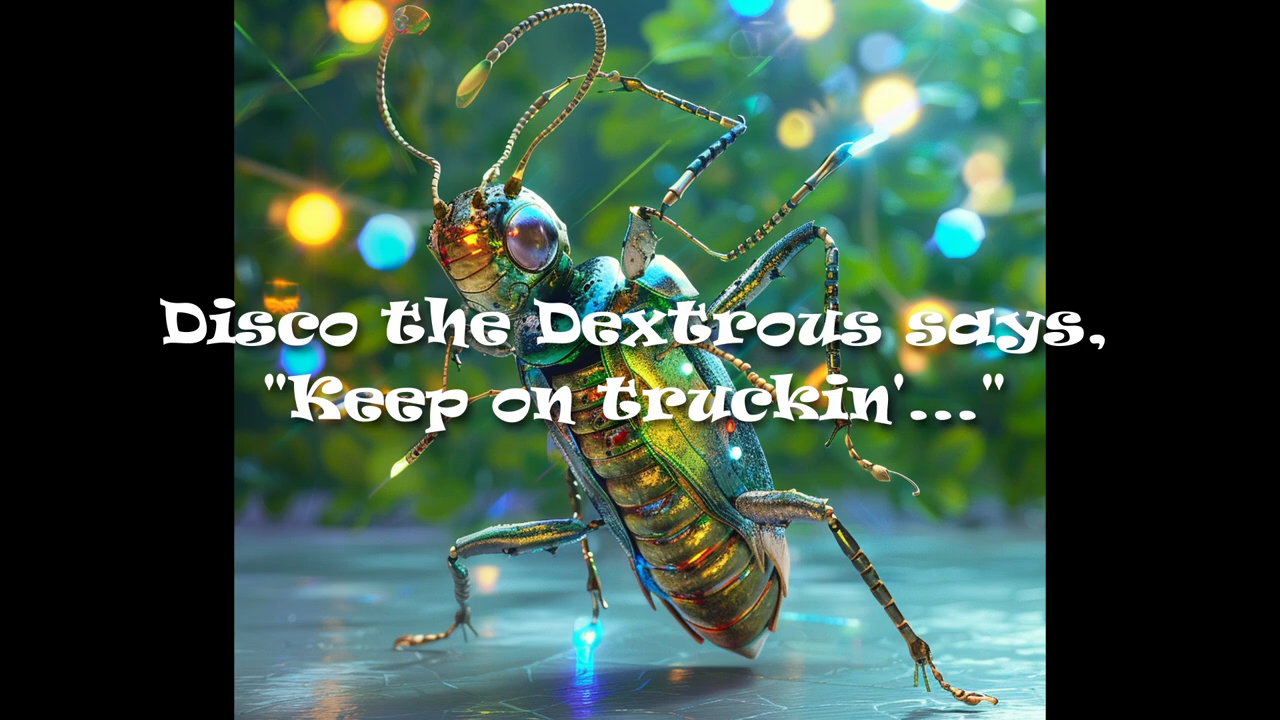 Disco the Dextrous says,
"Keep on truckin'..."